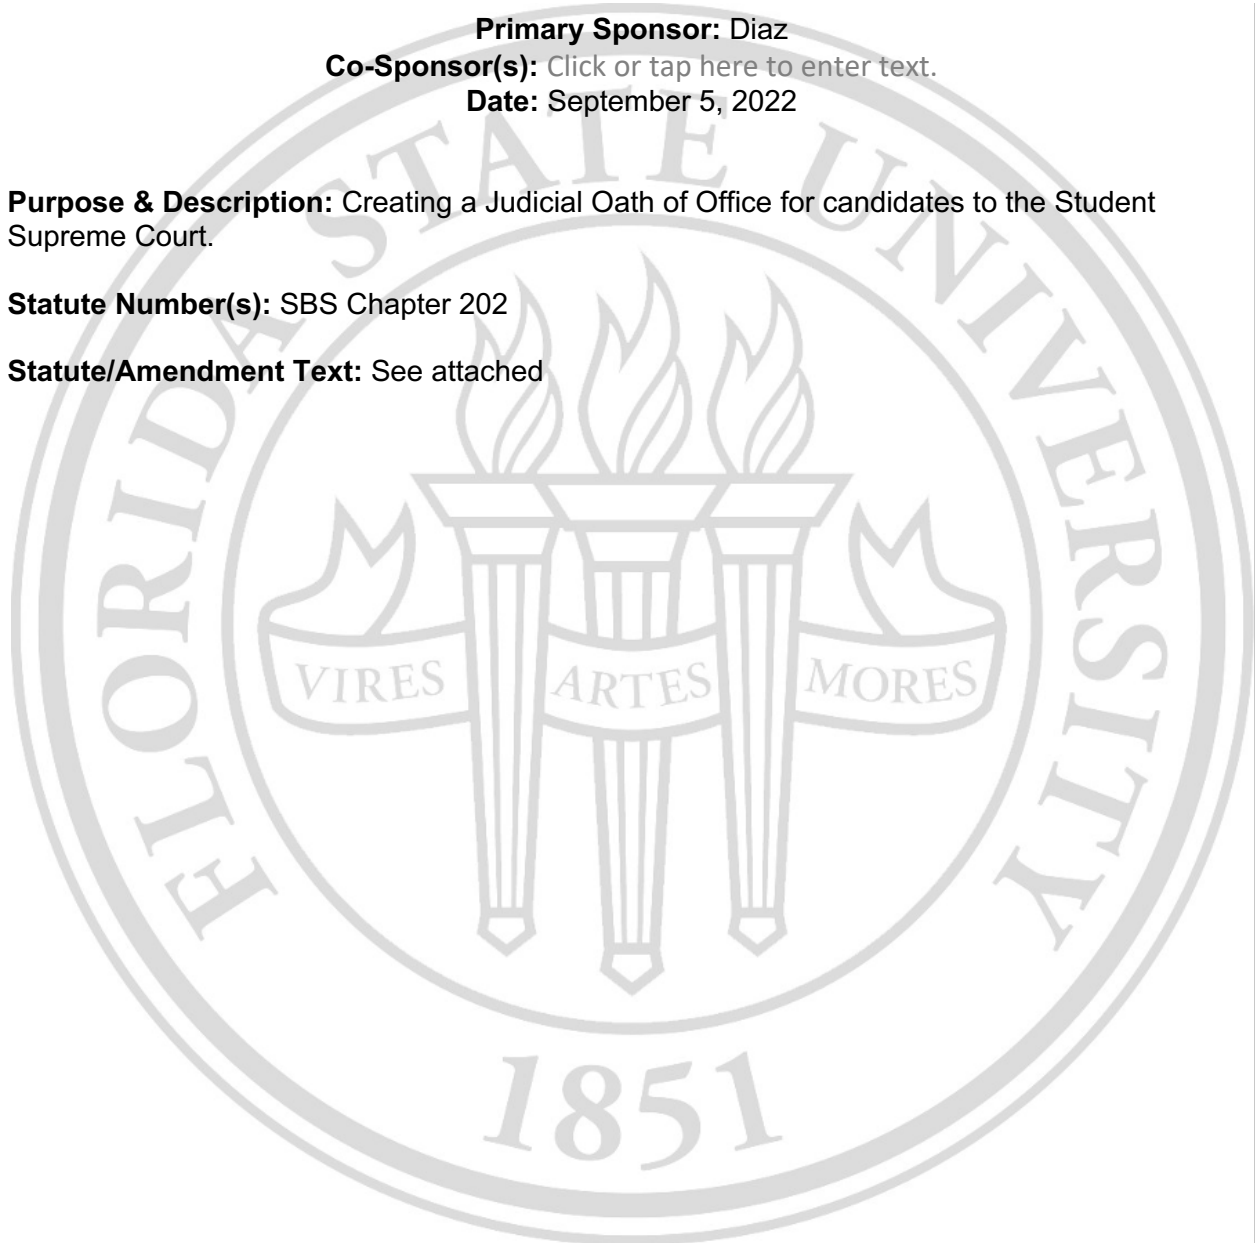 Primary Sponsor: Diaz
Co-Sponsor(s): Click or tap here to enter text.
Date: September 5, 2022
Purpose & Description: Creating a Judicial Oath of Office for candidates to the Student
Supreme Court.
Statute Number(s): SBS Chapter 202
Statute/Amendment Text: See attached
FLORIDA STATE UNIVERSITY
VIRES ARTES MORES
1851